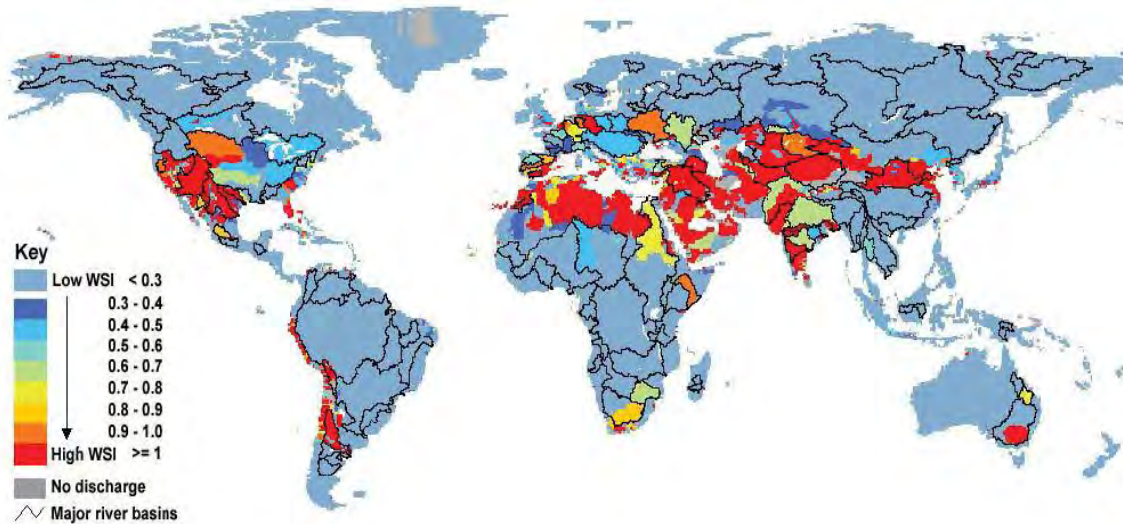 Key
Low WSI < 0.3
0.3 - 0.4
0.4 - 0.5
0.5 - 0.6
0.6 - 0.7
0.7 - 0.8
0.8 - 0.9
0.9 - 1.0
High WSI >= 1
No discharge
Major river basins